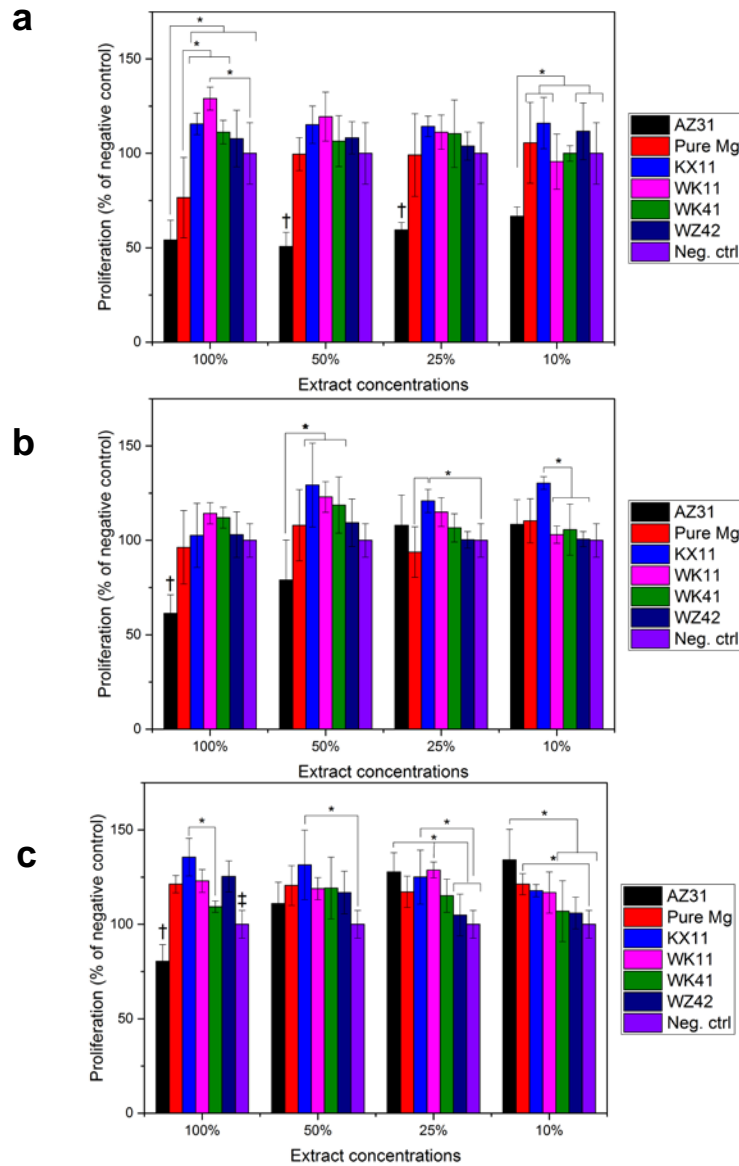 a
*
*
*
*
†
†
150
100
50
0
Proliferation (% of negative control)
100%
50%
25%
10%
Extract concentrations
AZ31
Pure Mg
KX11
WK11
WK41
WZ42
Neg. ctrl
b
*
*
*
†
150
100
50
0
Proliferation (% of negative control)
100%
50%
25%
10%
Extract concentrations
AZ31
Pure Mg
KX11
WK11
WK41
WZ42
Neg. ctrl
c
*
*
*
*
*
*
†
‡
150
100
50
0
Proliferation (% of negative control)
100%
50%
25%
10%
Extract concentrations
AZ31
Pure Mg
KX11
WK11
WK41
WZ42
Neg. ctrl